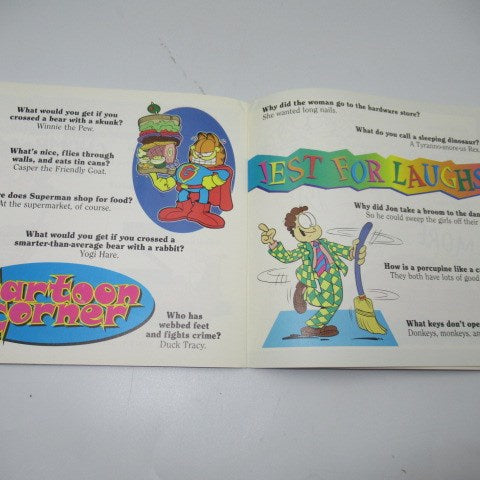 What would you get if you
crossed a bear with a skunk?
Winnie the Pew.
What's nice, flies through
walls, and eats tin cans?
Casper the Friendly Goat.
e does Superman shop for food?
At the supermarket, of course.
What would you get if you crossed a
smarter-than-average bear with a rabbit?
Yogi Hare.
artoon
corner
Who has
webbed feet
and fights crime?
Duck Tracy.
Why did the woman go to the hardware store?
She wanted long nails.
What do you call a sleeping dinosaur?
A Tyrannosnorus Rex.
JEST FOR LAUGHS
Why did Jon take a broom to the dan
So he could sweep the girls off their
How is a porcupine like a c
They both have lots of good
What keys don't ope
Donkeys, monkeys, an